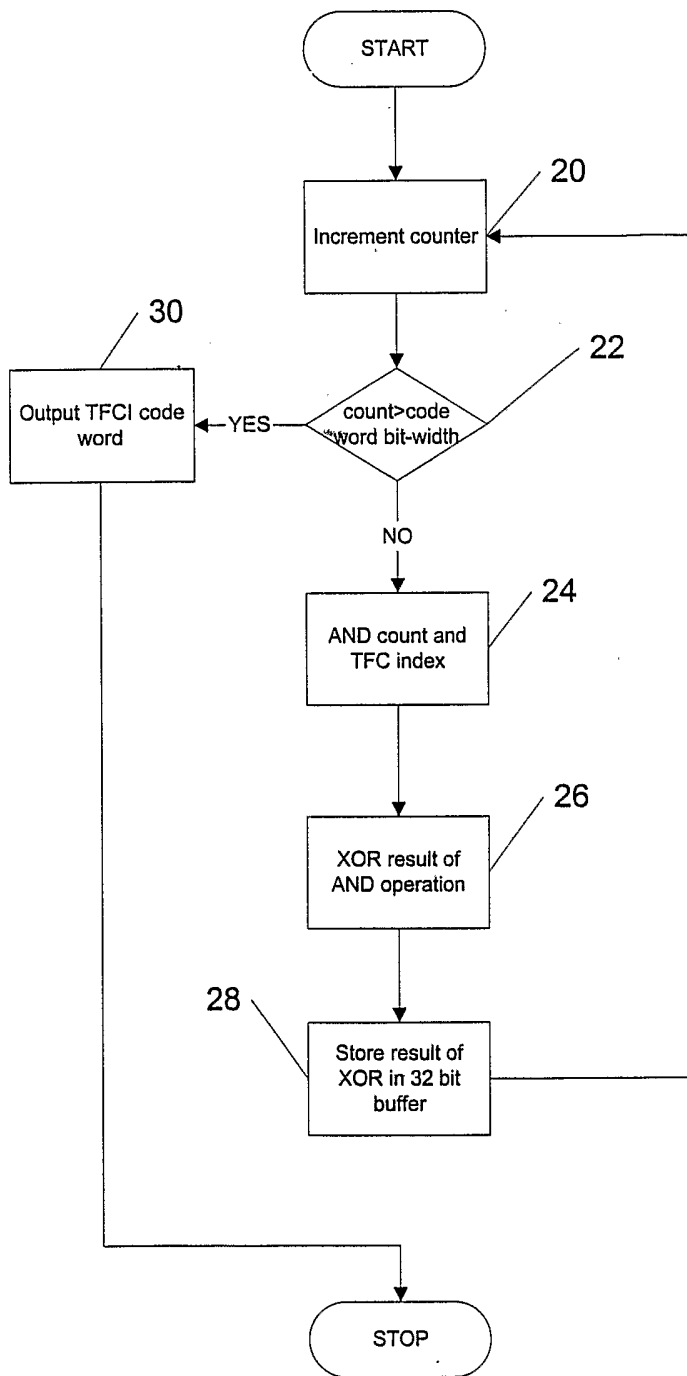 START
20
Increment counter
30
22
Output TFCI code
word
YES
count>code
word bit-width
NO
24
AND count and
TFC index
26
XOR result of
AND operation
28
Store result of
XOR in 32 bit
buffer
STOP